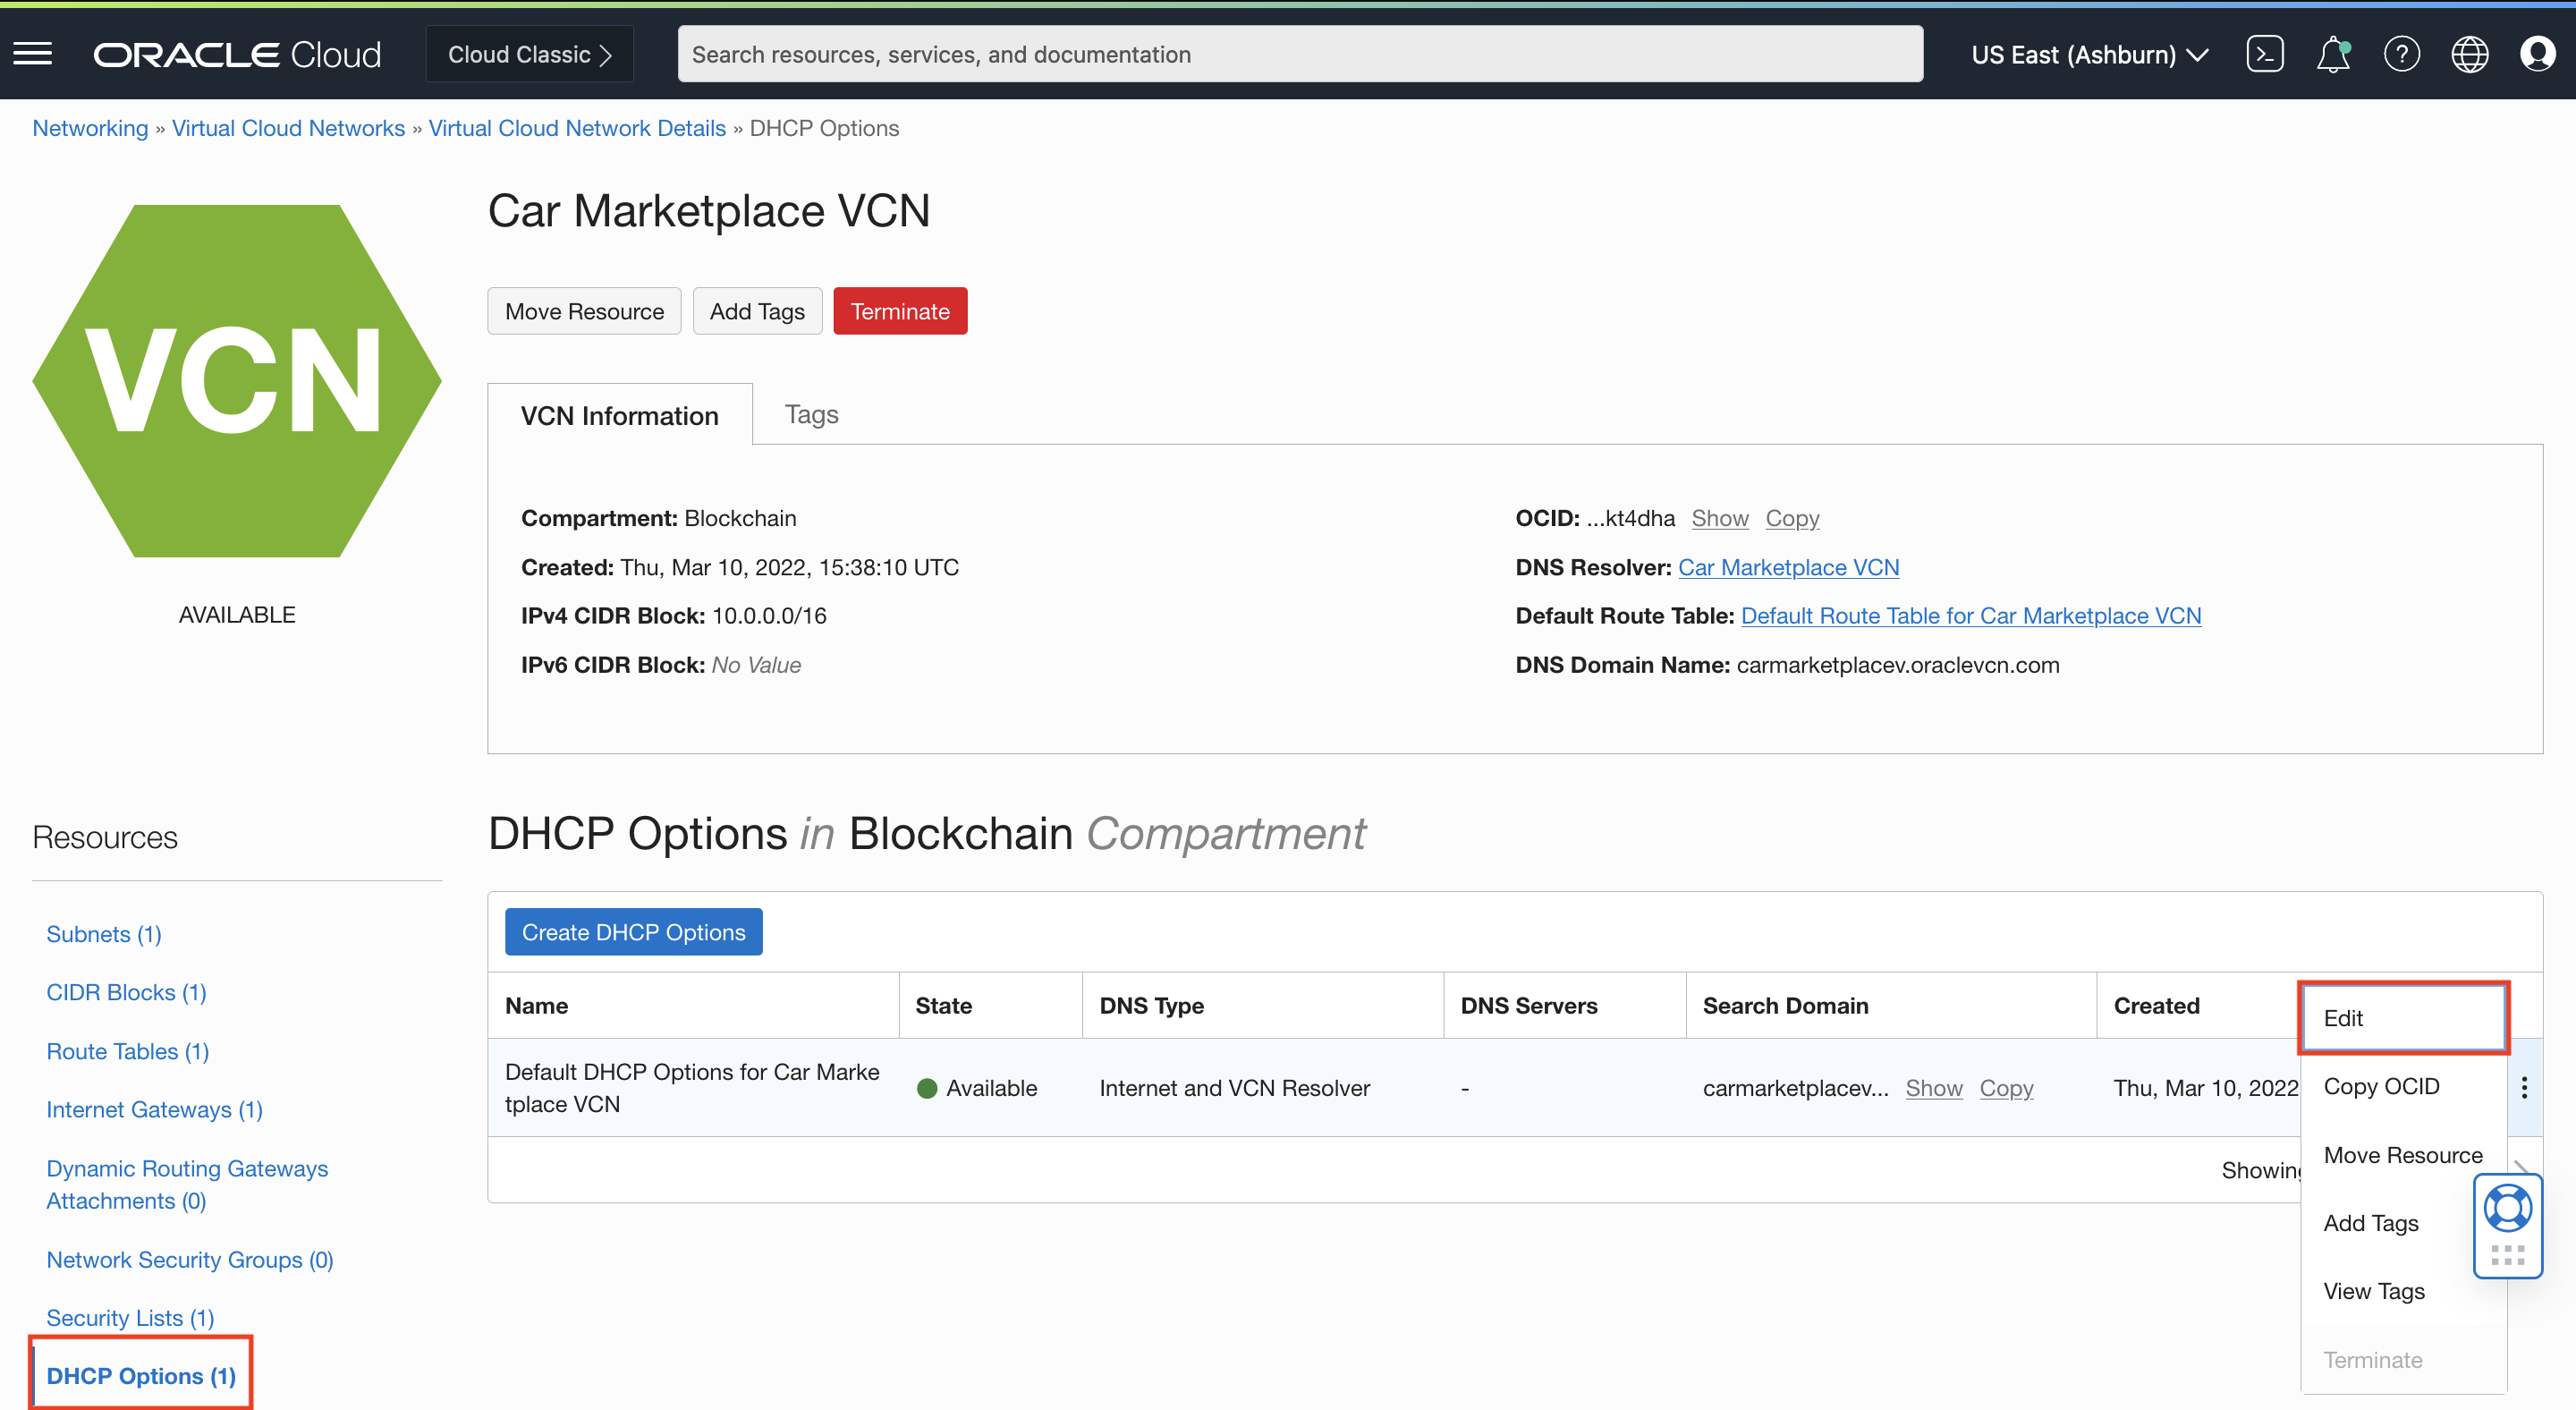 ORACLE Cloud
Cloud Classic
Search resources, services, and documentation
US East (Ashburn)
Networking » Virtual Cloud Networks » Virtual Cloud Network Details » DHCP Options
VCN
AVAILABLE
Car Marketplace VCN
Move Resource
Add Tags
Terminate
VCN Information
Tags
Compartment: Blockchain
Created: Thu, Mar 10, 2022, 15:38:10 UTC
IPv4 CIDR Block: 10.0.0.0/16
IPv6 CIDR Block: No Value
OCID: ...kt4dha Show Copy
DNS Resolver: Car Marketplace VCN
Default Route Table: Default Route Table for Car Marketplace VCN
DNS Domain Name: carmarketplacev.oraclevcn.com
Resources
Subnets (1)
CIDR Blocks (1)
Route Tables (1)
Internet Gateways (1)
Dynamic Routing Gateways
Attachments (0)
Network Security Groups (0)
Security Lists (1)
DHCP Options (1)
DHCP Options in Blockchain Compartment
Create DHCP Options
Name State DNS Type DNS Servers Search Domain Created
Default DHCP Options for Car Marke
tplace VCN
Available
Internet and VCN Resolver
-
carmarketplacev... Show Copy
Thu, Mar 10, 2022
Showing
Edit
Copy OCID
Move Resource
Add Tags
View Tags
Terminate